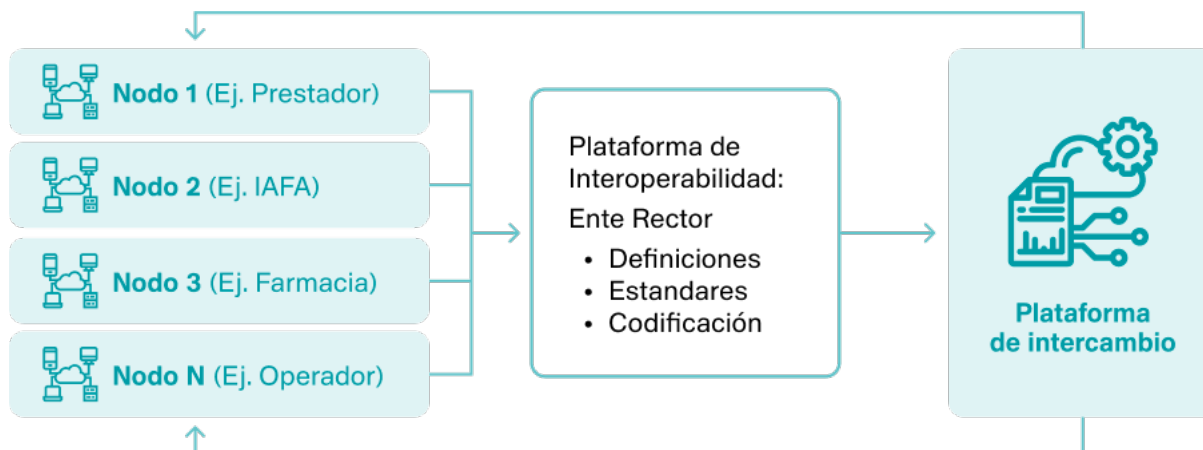 Nodo 1 (Ej. Prestador)
Nodo 2 (Ej. IAFA)
Nodo 3 (Ej. Farmacia)
Nodo N (Ej. Operador)
Plataforma de
Interoperabilidad:
Ente Rector
• Definiciones
• Estandares
• Codificación
Plataforma
de intercambio